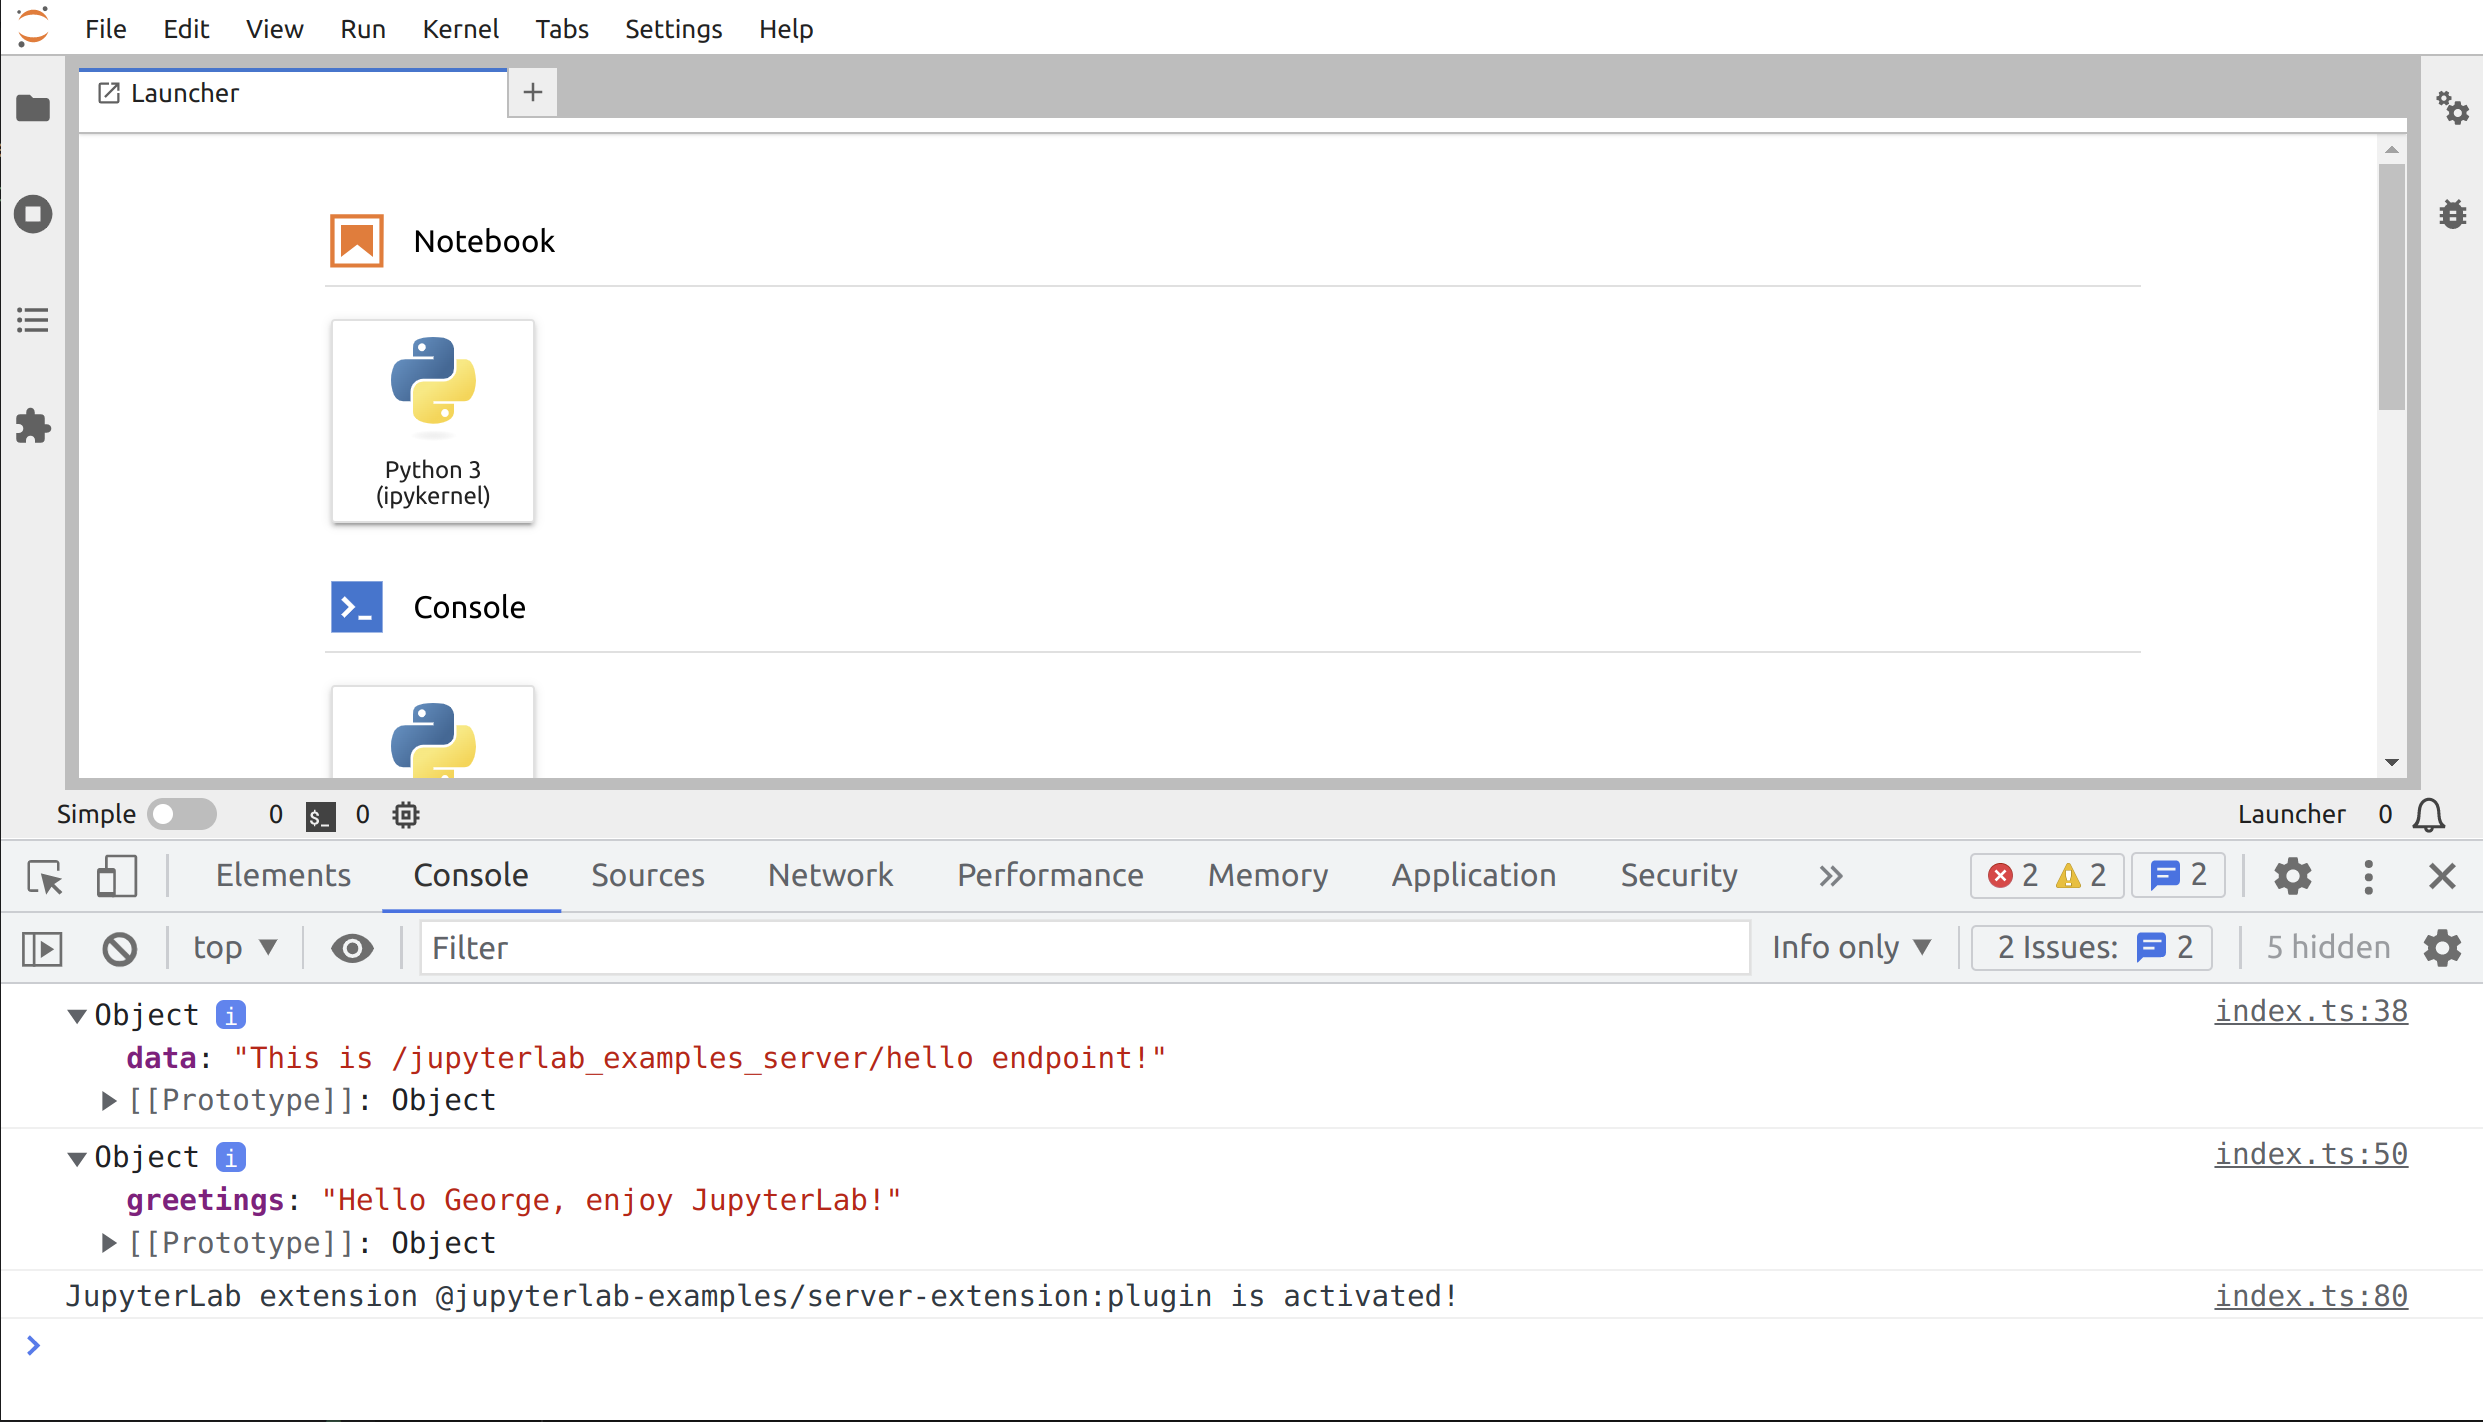 File Edit View Run Kernel Tabs Settings Help
Launcher
Notebook
Python 3
(ipykernel)
Console
Simple 0 $_ 0 Launcher 0
Elements Console Sources Network Performance Memory Application Security 2 2 2
top ▼ Filter Info only ▼ 2 Issues: 2 5 hidden
▼ Object i index.ts:38
data: "This is /jupyterlab_examples_server/hello endpoint!"
▶ [[Prototype]]: Object
▼ Object i index.ts:50
greetings: "Hello George, enjoy JupyterLab!"
▶ [[Prototype]]: Object
JupyterLab extension @jupyterlab-examples/server-extension:plugin is activated! index.ts:80